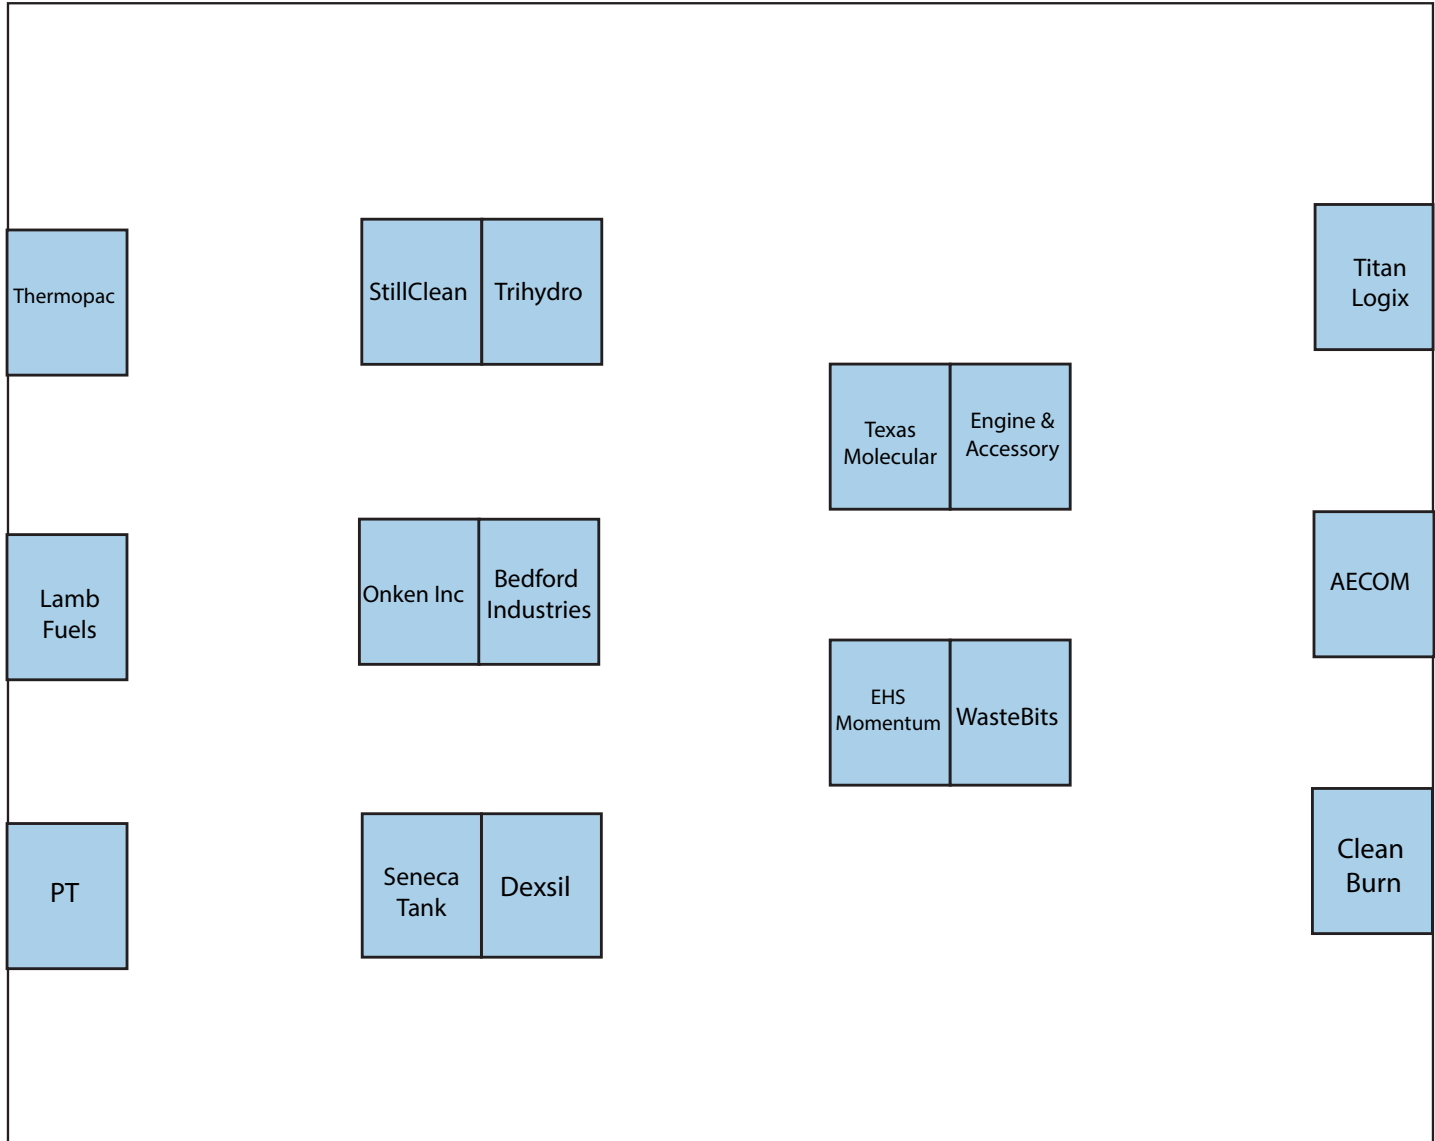 Thermopac
StillClean
Trihydro
Titan
Logix
Texas
Molecular
Engine &
Accessory
Lamb
Fuels
Onken Inc
Bedford
Industries
AECOM
EHS
Momentum
WasteBits
PT
Seneca
Tank
Dexsil
Clean
Burn